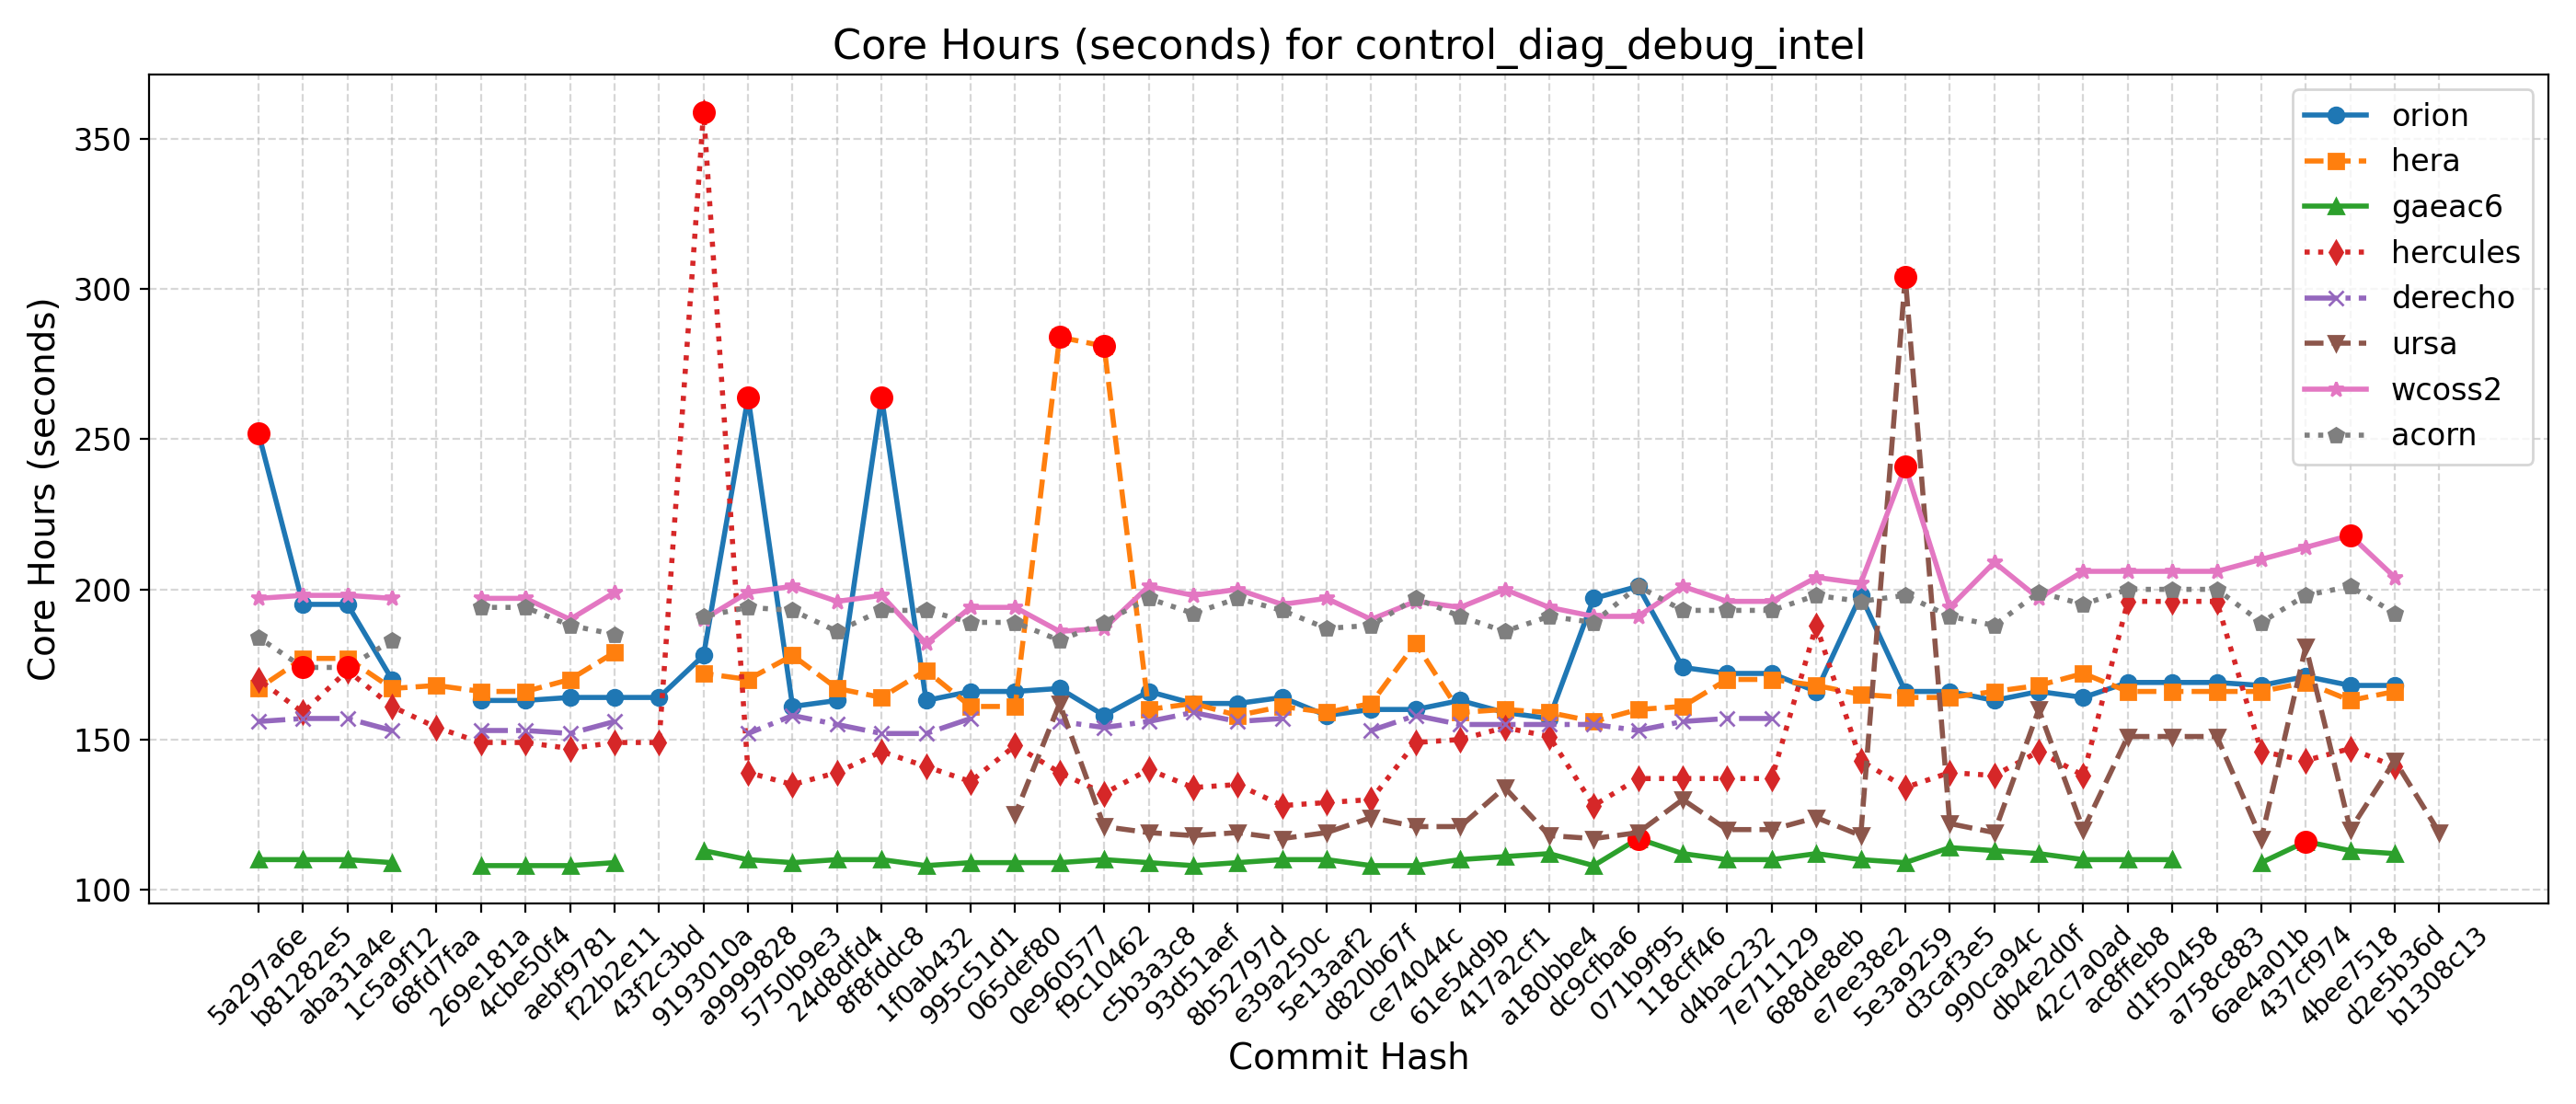 Core Hours (seconds) for control_diag_debug_intel
Core Hours (seconds)
350
300
250
200
150
100
orion
hera
gaeac6
hercules
derecho
ursa
wcoss2
acorn
5a297a6e
b81282e5
aba31a4e
1c5a9f12
68fd7faa
269e181a
4cbe50f4
aebf9781
f22b2e11
43f2c3bd
9193010a
a9999828
5750b9e3
24d8dfd4
8f8fddc8
1f0ab432
995c51d1
065def80
0e960577
f9c10462
c5b3a3c8
93d51aef
8b52797d
e39a250c
5e13aaf2
d820b67f
ce74044c
61e54d9b
417a2cf1
a180bbe4
dc9cfba6
071b9f95
118cff46
d4bac232
7e711129
688de8eb
e7ee38e2
5e3a9259
d3caf3e5
990ca94c
db4e2d0f
42c7a0ad
ac8ffeb8
d1f50458
a758c883
6ae4a01b
437cf974
4bee7518
d2e5b36d
b1308c13
Commit Hash